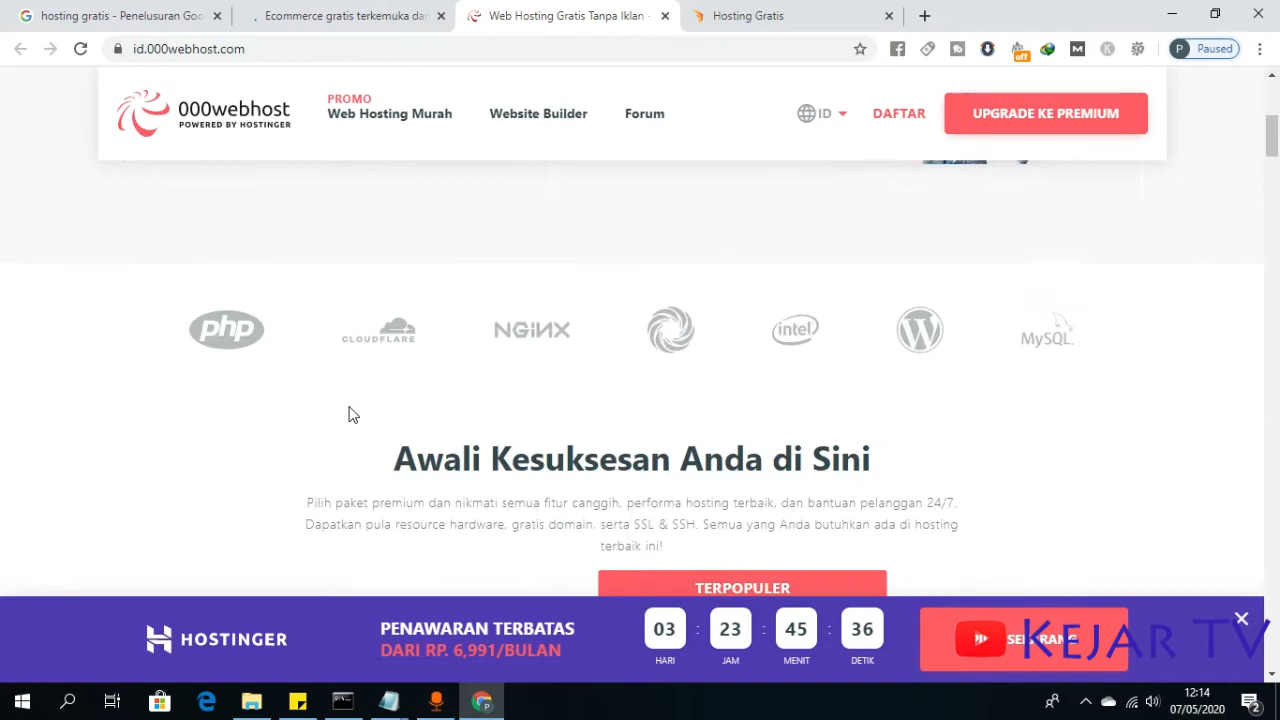 hosting gratis - Penelusuran Goo
Ecommerce gratis terkemuka dar
Web Hosting Gratis Tanpa Iklan -
Hosting Gratis
id.000webhost.com
off
P Paused
000webhost
POWERED BY HOSTINGER
PROMO
Web Hosting Murah
Website Builder
Forum
ID
DAFTAR
UPGRADE KE PREMIUM
php
CLOUDFLARE
NGINX
intel
MySQL
Awali Kesuksesan Anda di Sini
Pilih paket premium dan nikmati semua fitur canggih, performa hosting terbaik, dan bantuan pelanggan 24/7.
Dapatkan pula resource hardware, gratis domain, serta SSL & SSH. Semua yang Anda butuhkan ada di hosting
terbaik ini!
TERPOPULER
HOSTINGER
PENAWARAN TERBATAS
DARI RP. 6,991/BULAN
03 : 23 : 45 : 36
HARI JAM MENIT DETIK
SEKARANG
KEJAR TV
12:14
07/05/2020
2